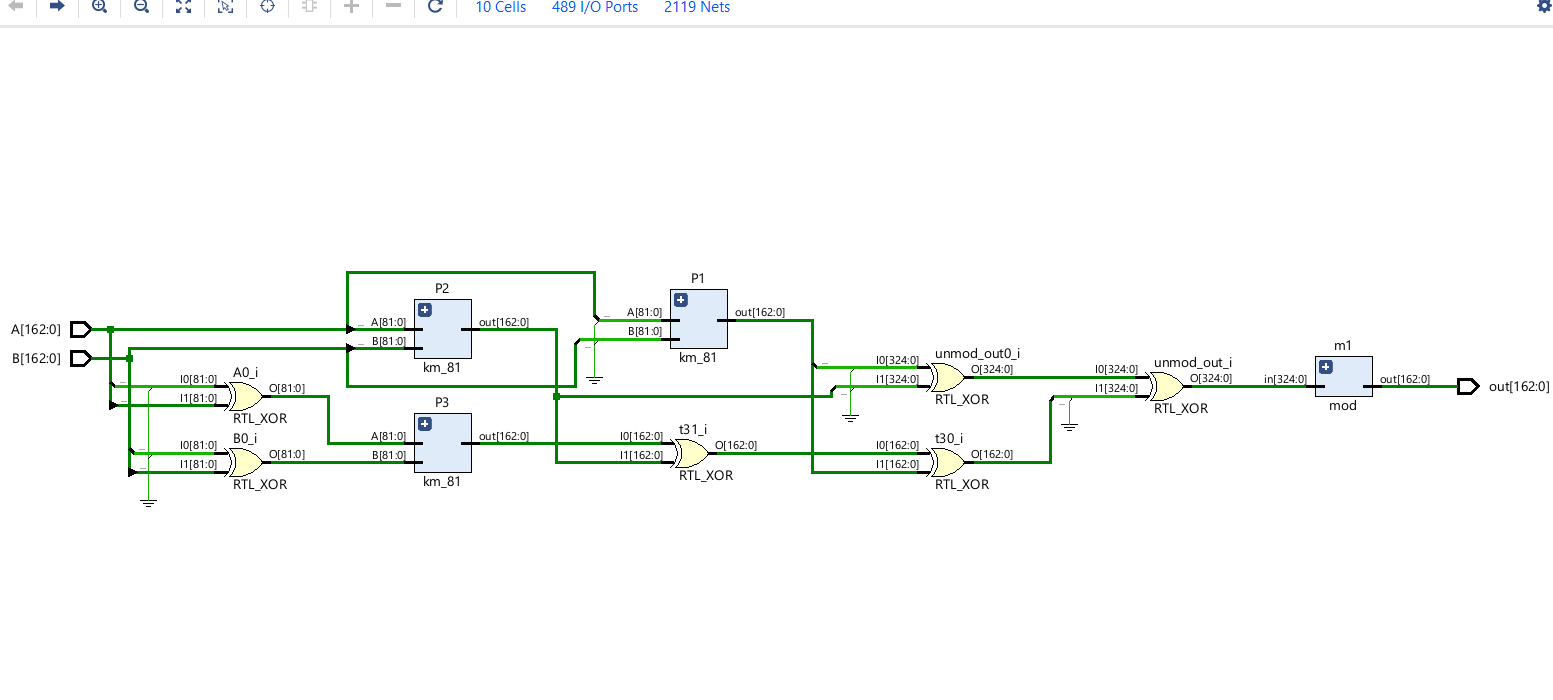 10 Cells 489 I/O Ports 2119 Nets
P1
P2
A[81:0] out[162:0]
B[81:0]
km_81
A[162:0]
B[162:0]
A[81:0] out[162:0]
B[81:0]
km_81
A0_i
I0[81:0] O[81:0]
I1[81:0]
RTL_XOR
B0_i
I0[81:0] O[81:0]
I1[81:0]
RTL_XOR
P3
A[81:0] out[162:0]
B[81:0]
km_81
t31_i
I0[162:0] O[162:0]
I1[162:0]
RTL_XOR
unmod_out0_i
I0[324:0] O[324:0]
I1[324:0]
RTL_XOR
t30_i
I0[162:0] O[162:0]
I1[162:0]
RTL_XOR
unmod_out_i
I0[324:0] O[324:0]
I1[324:0]
RTL_XOR
m1
in[324:0] out[162:0]
mod
out[162:0]